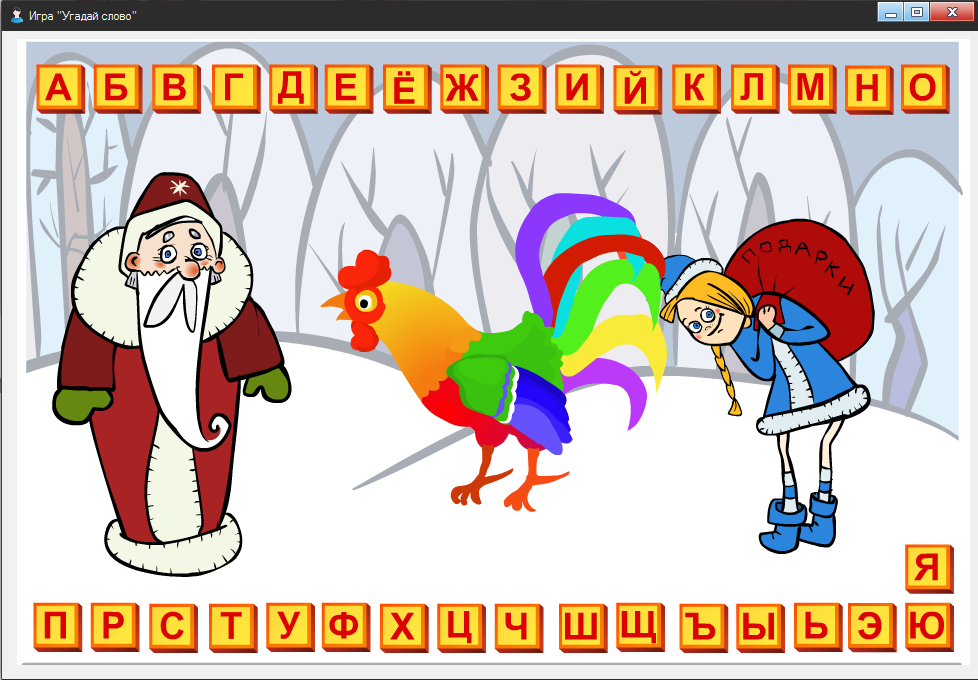 Игра "Угадай слово"
А Б В Г Д Е Ё Ж З И Й К Л М Н О
ПОДАРКИ
Я
П Р С Т У Ф Х Ц Ч Ш Щ Ъ Ы Ь Э Ю